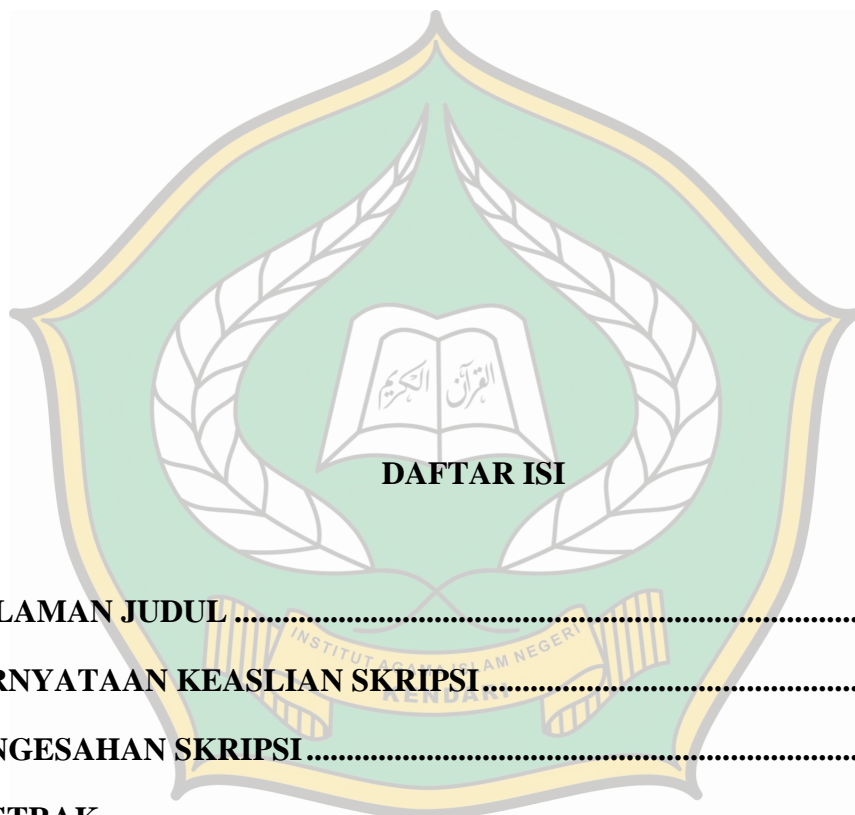 القرآن الكريم
DAFTAR ISI
LAMAN JUDUL ........................................................................
INSTITUT AGAMA ISLAM NEGERI
RNYATAAN KEASLIAN SKRIPSI ...........................................
KENDARI
NGESAHAN SKRIPSI ...............................................................